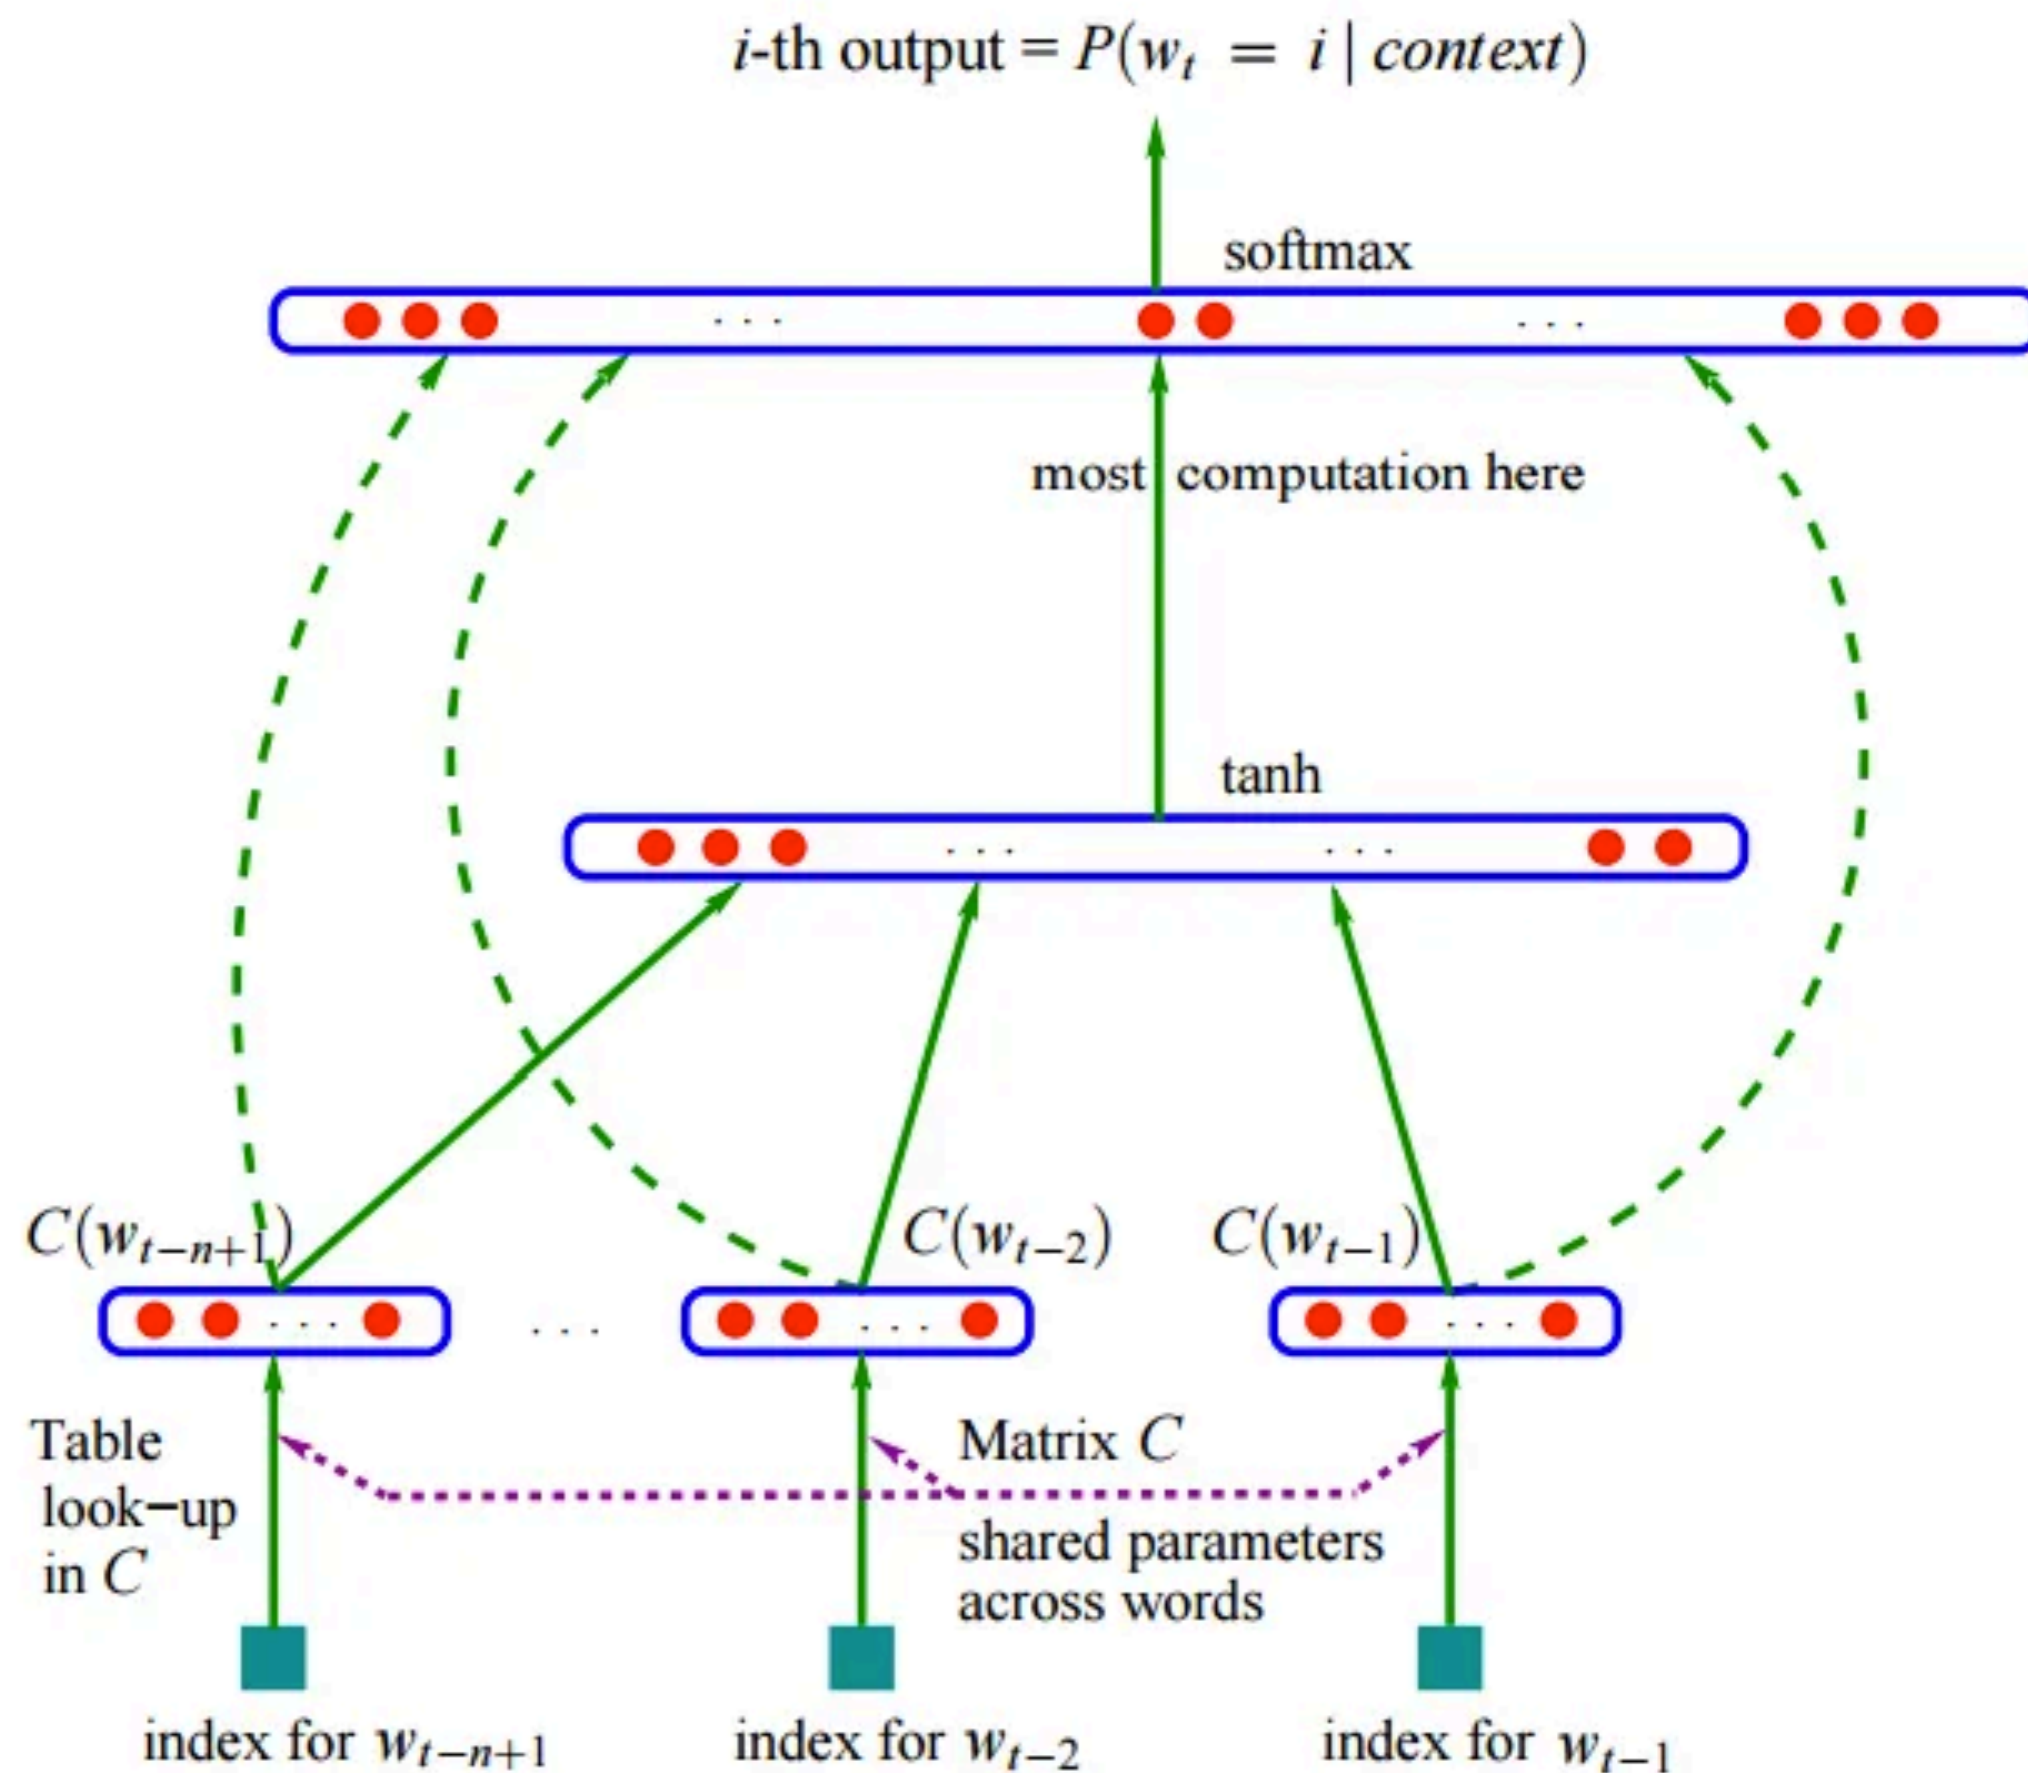 i-th output = P(w_t = i | context)
softmax
. . .
. . .
most computation here
tanh
. . .
. . .
C(w_{t−n+1})
C(w_{t−2})
C(w_{t−1})
. . .
. . .
. . .
. . .
Table
look−up
in C
Matrix C
shared parameters
across words
index for w_{t−n+1}
index for w_{t−2}
index for w_{t−1}